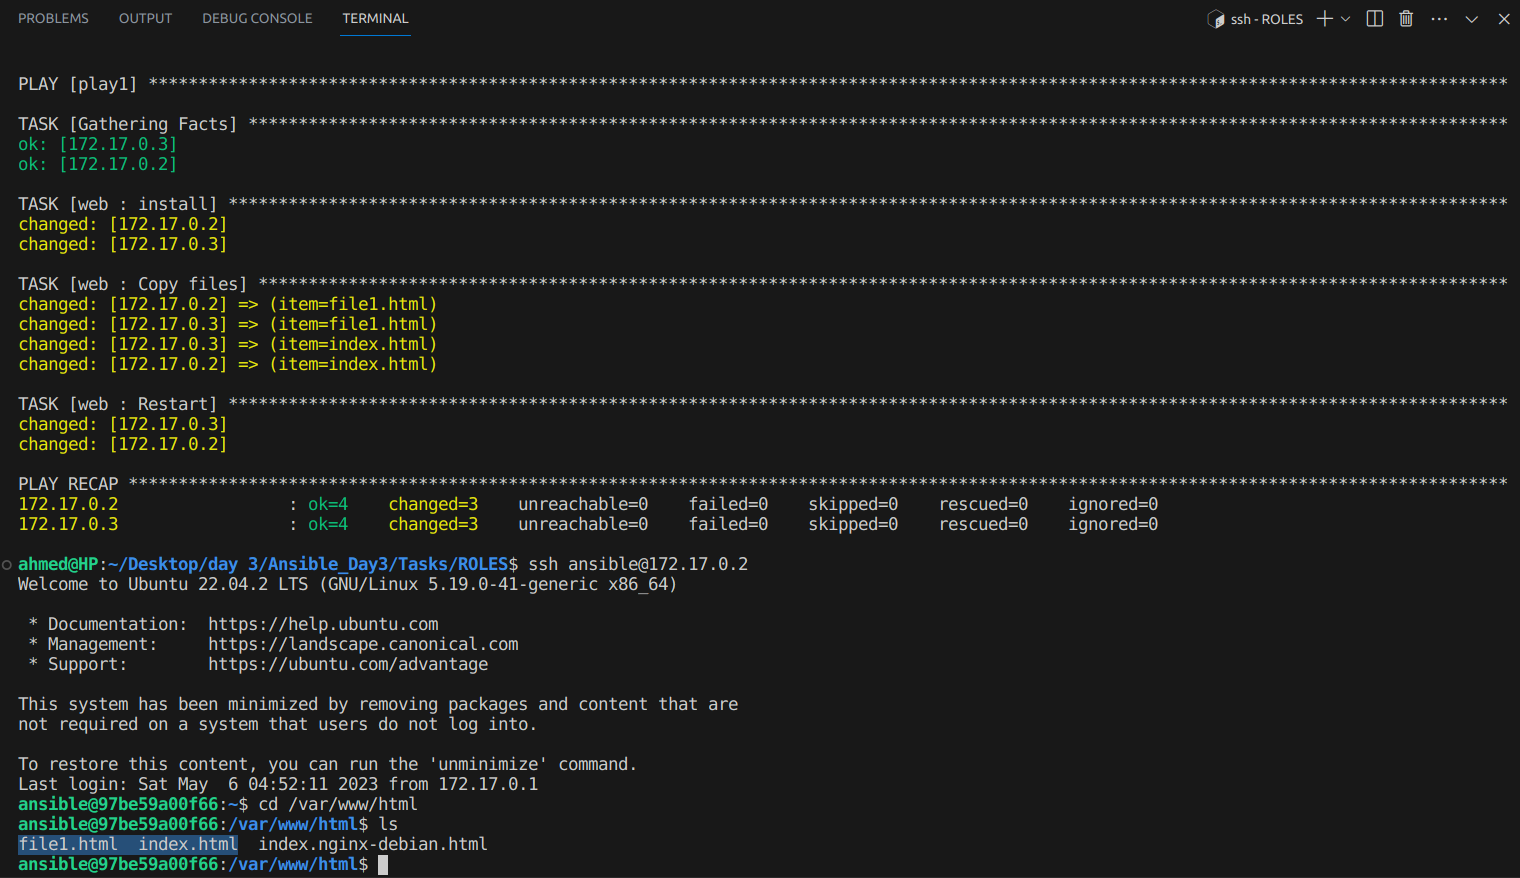 PROBLEMS OUTPUT DEBUG CONSOLE TERMINAL ssh - ROLES
PLAY [play1] ****************************************************************************************************************************************
TASK [Gathering Facts] ******************************************************************************************************************************
ok: [172.17.0.3]
ok: [172.17.0.2]
TASK [web : install] ********************************************************************************************************************************
changed: [172.17.0.2]
changed: [172.17.0.3]
TASK [web : Copy files] *****************************************************************************************************************************
changed: [172.17.0.2] => (item=file1.html)
changed: [172.17.0.3] => (item=file1.html)
changed: [172.17.0.3] => (item=index.html)
changed: [172.17.0.2] => (item=index.html)
TASK [web : Restart] ********************************************************************************************************************************
changed: [172.17.0.3]
changed: [172.17.0.2]
PLAY RECAP ******************************************************************************************************************************************
172.17.0.2                 : ok=4    changed=3    unreachable=0    failed=0    skipped=0    rescued=0    ignored=0
172.17.0.3                 : ok=4    changed=3    unreachable=0    failed=0    skipped=0    rescued=0    ignored=0
ahmed@HP:~/Desktop/day 3/Ansible_Day3/Tasks/ROLES$ ssh ansible@172.17.0.2
Welcome to Ubuntu 22.04.2 LTS (GNU/Linux 5.19.0-41-generic x86_64)
 * Documentation:  https://help.ubuntu.com
 * Management:     https://landscape.canonical.com
 * Support:        https://ubuntu.com/advantage
This system has been minimized by removing packages and content that are
not required on a system that users do not log into.
To restore this content, you can run the 'unminimize' command.
Last login: Sat May  6 04:52:11 2023 from 172.17.0.1
ansible@97be59a00f66:~$ cd /var/www/html
ansible@97be59a00f66:/var/www/html$ ls
file1.html  index.html  index.nginx-debian.html
ansible@97be59a00f66:/var/www/html$